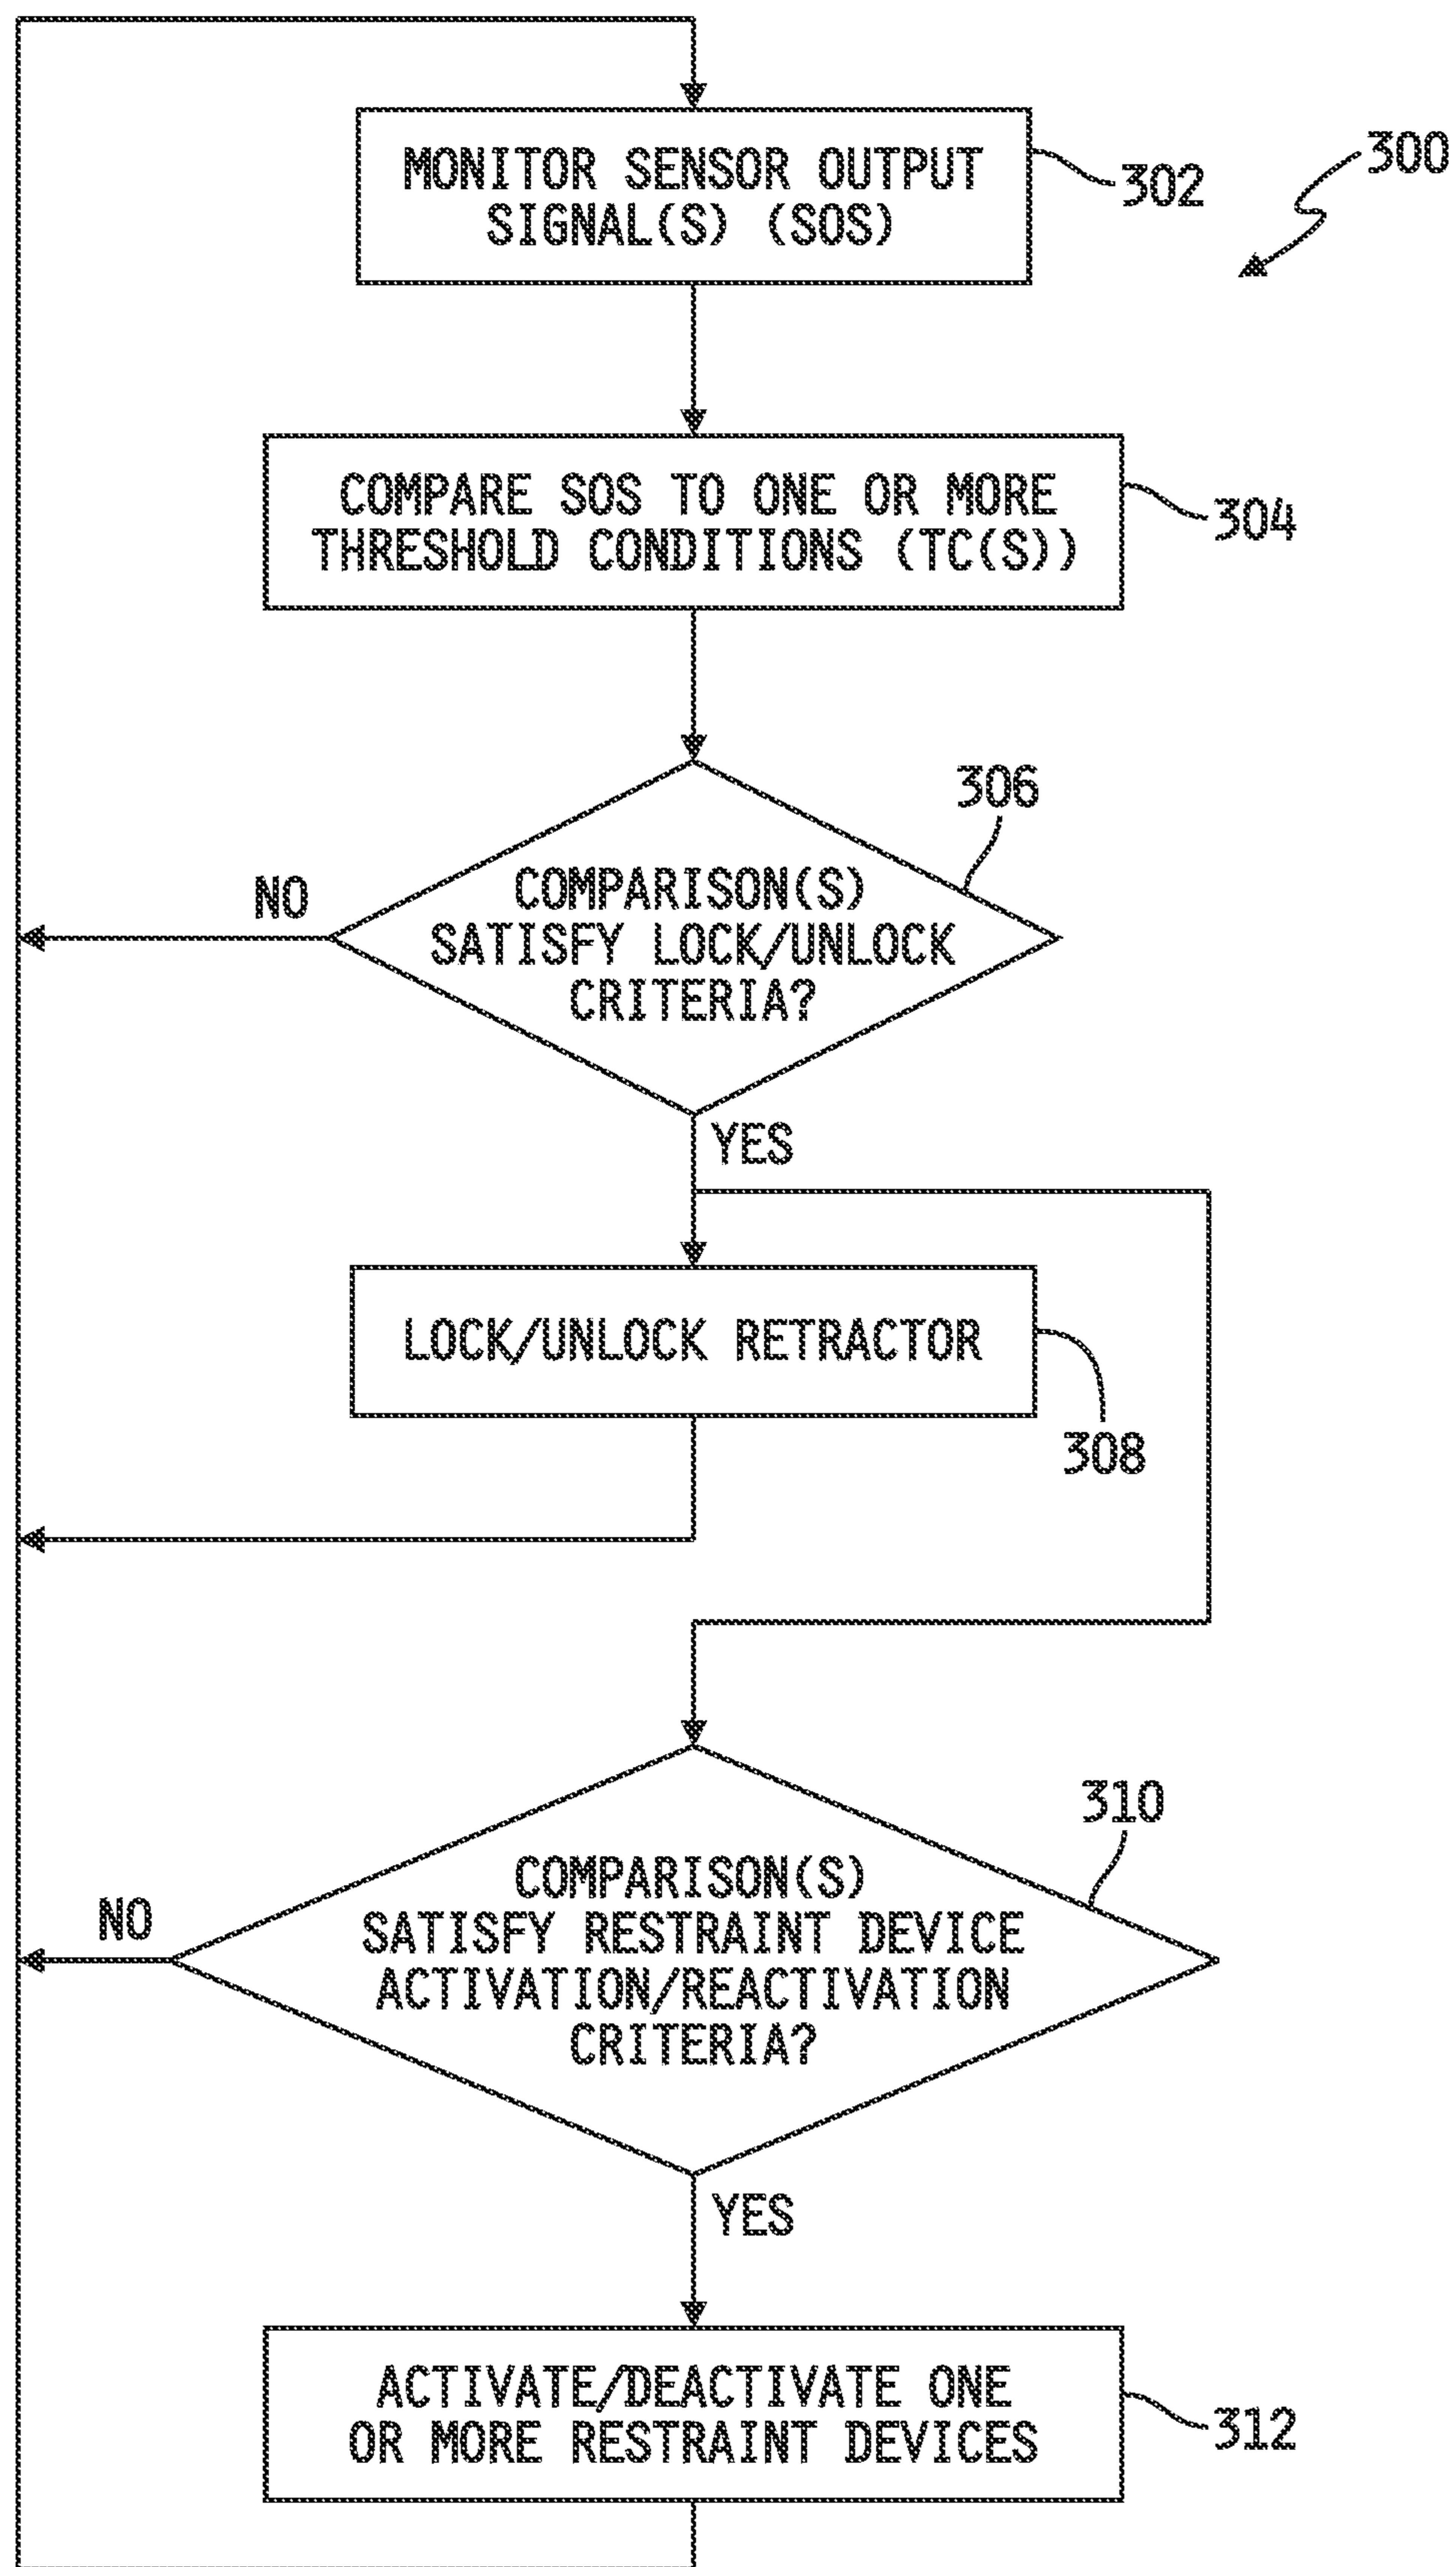 300
MONITOR SENSOR OUTPUT
SIGNAL(S) (SOS)
302
COMPARE SOS TO ONE OR MORE
THRESHOLD CONDITIONS (TC(S))
304
306
COMPARISON(S)
SATISFY LOCK/UNLOCK
CRITERIA?
NO
YES
LOCK/UNLOCK RETRACTOR
308
310
COMPARISON(S)
SATISFY RESTRAINT DEVICE
ACTIVATION/REACTIVATION
CRITERIA?
NO
YES
ACTIVATE/DEACTIVATE ONE
OR MORE RESTRAINT DEVICES
312